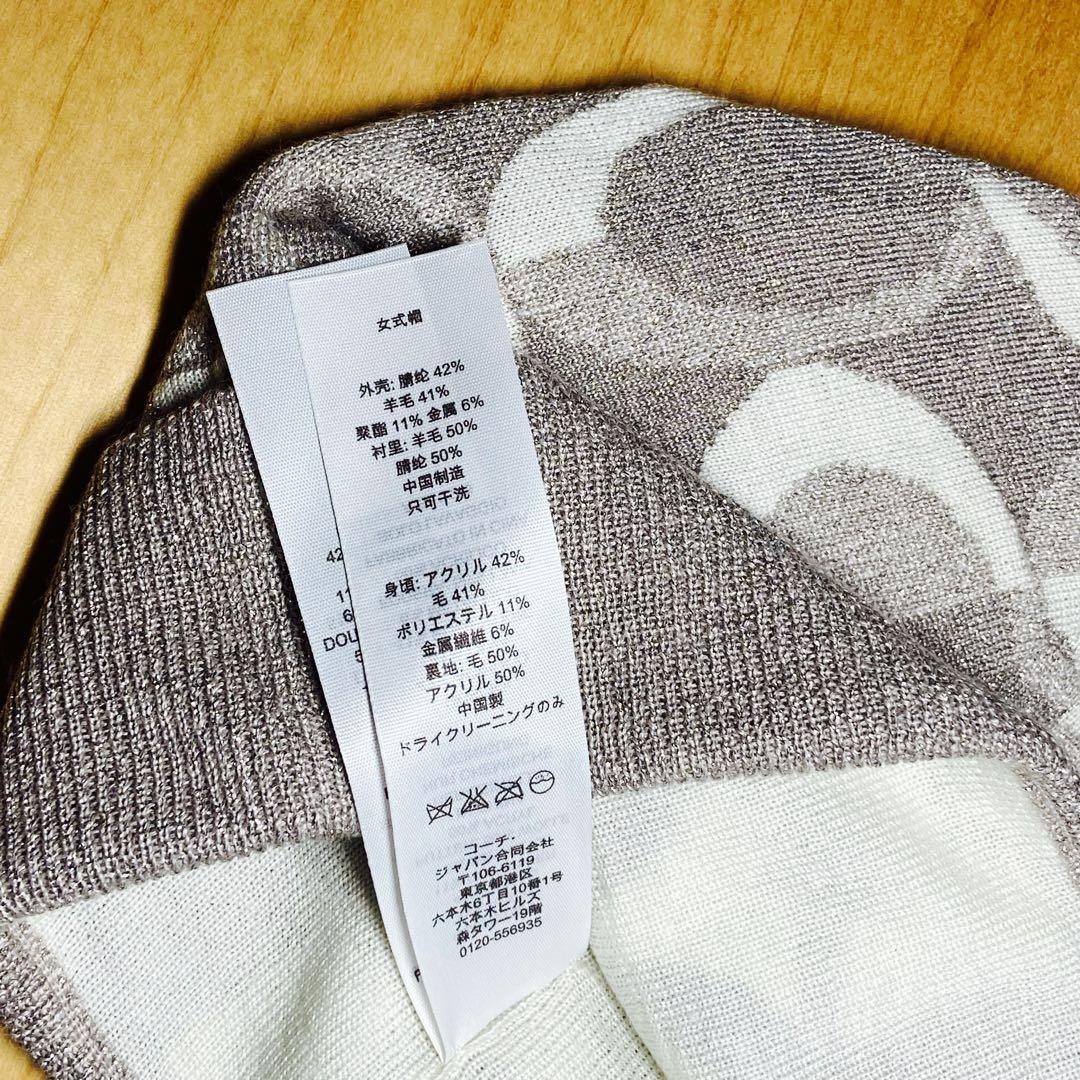 女式帽
外壳: 腈纶 42%
羊毛 41%
聚酯 11% 金属 6%
衬里: 羊毛 50%
腈纶 50%
中国制造
只可干洗
身頃: アクリル 42%
毛 41%
ポリエステル 11%
金属繊維 6%
裏地: 毛 50%
アクリル 50%
中国製
ドライクリーニングのみ
コーチ・
ジャパン合同会社
〒106-6119
東京都港区
六本木6丁目10番1号
六本木ヒルズ
森タワー19階
0120-556935
42
11
6
DOU
5